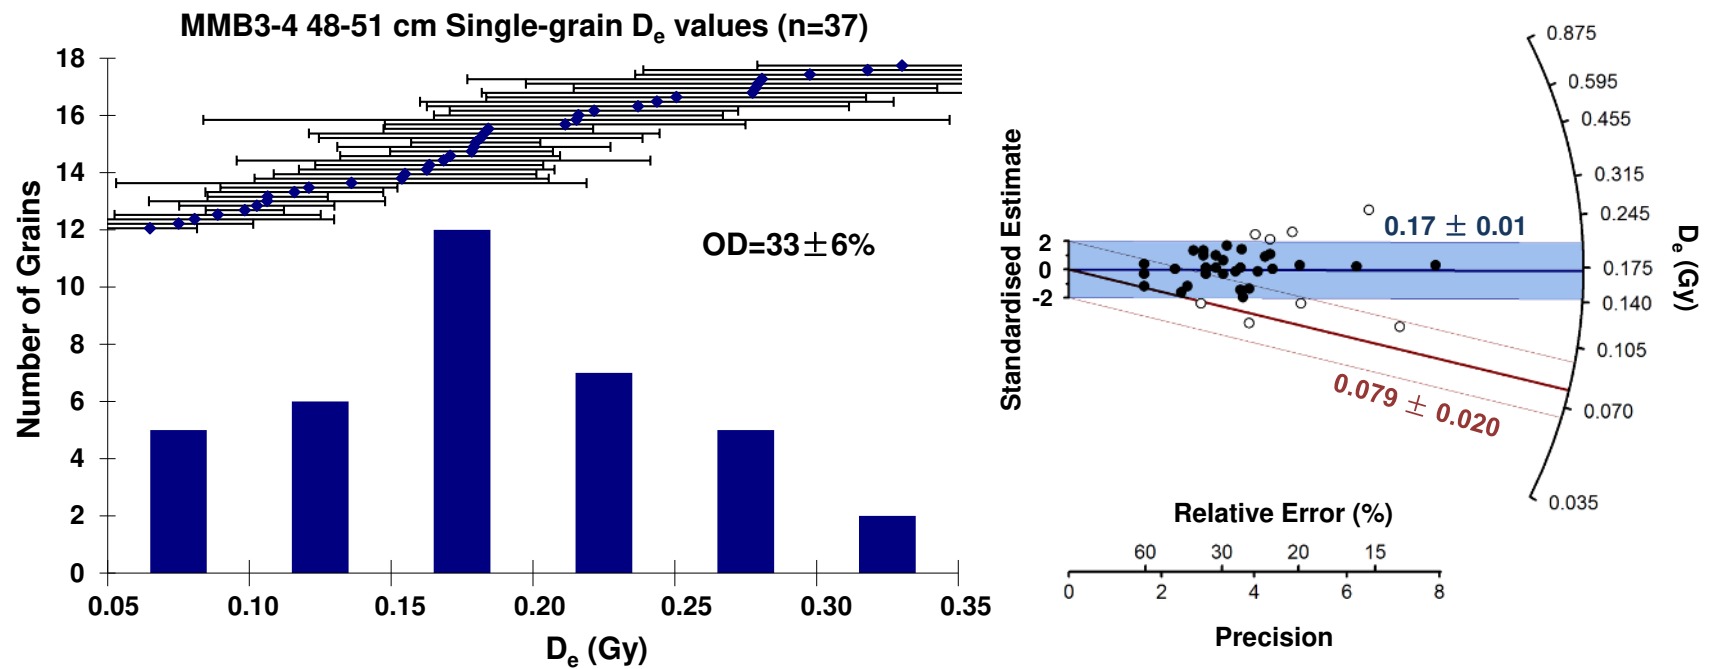 MMB3-4 48-51 cm Single-grain De values (n=37)
Number of Grains
18
16
14
12
10
8
6
4
2
0
OD=33±6%
0.05 0.10 0.15 0.20 0.25 0.30 0.35
De (Gy)
Standardised Estimate
2
0
-2
0.17 ± 0.01
0.079 ± 0.020
0.875
0.595
0.455
0.315
0.245
0.175
0.140
0.105
0.070
0.035
De (Gy)
Relative Error (%)
60 30 20 15
0 2 4 6 8
Precision